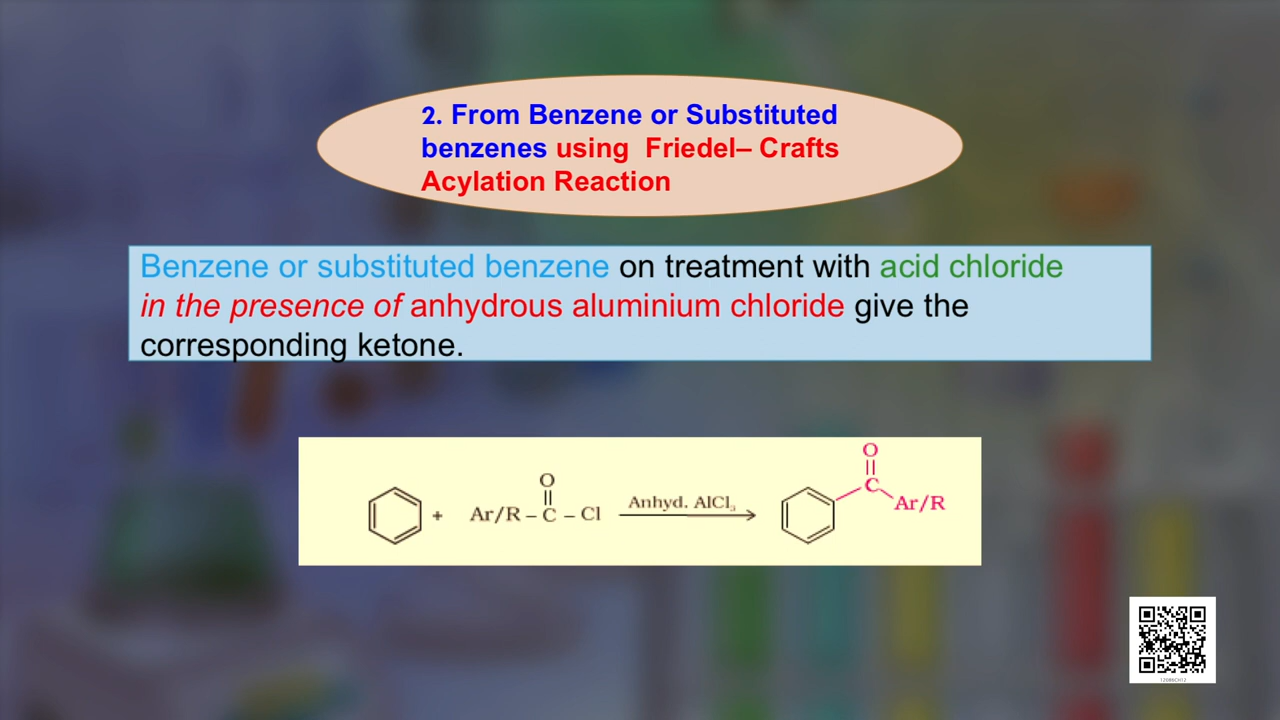 2. From Benzene or Substituted
benzenes using Friedel– Crafts
Acylation Reaction
Benzene or substituted benzene on treatment with acid chloride
in the presence of anhydrous aluminium chloride give the
corresponding ketone.
O
O
C
Ar/R
+ Ar/R – C – Cl
Anhyd. AlCl₃